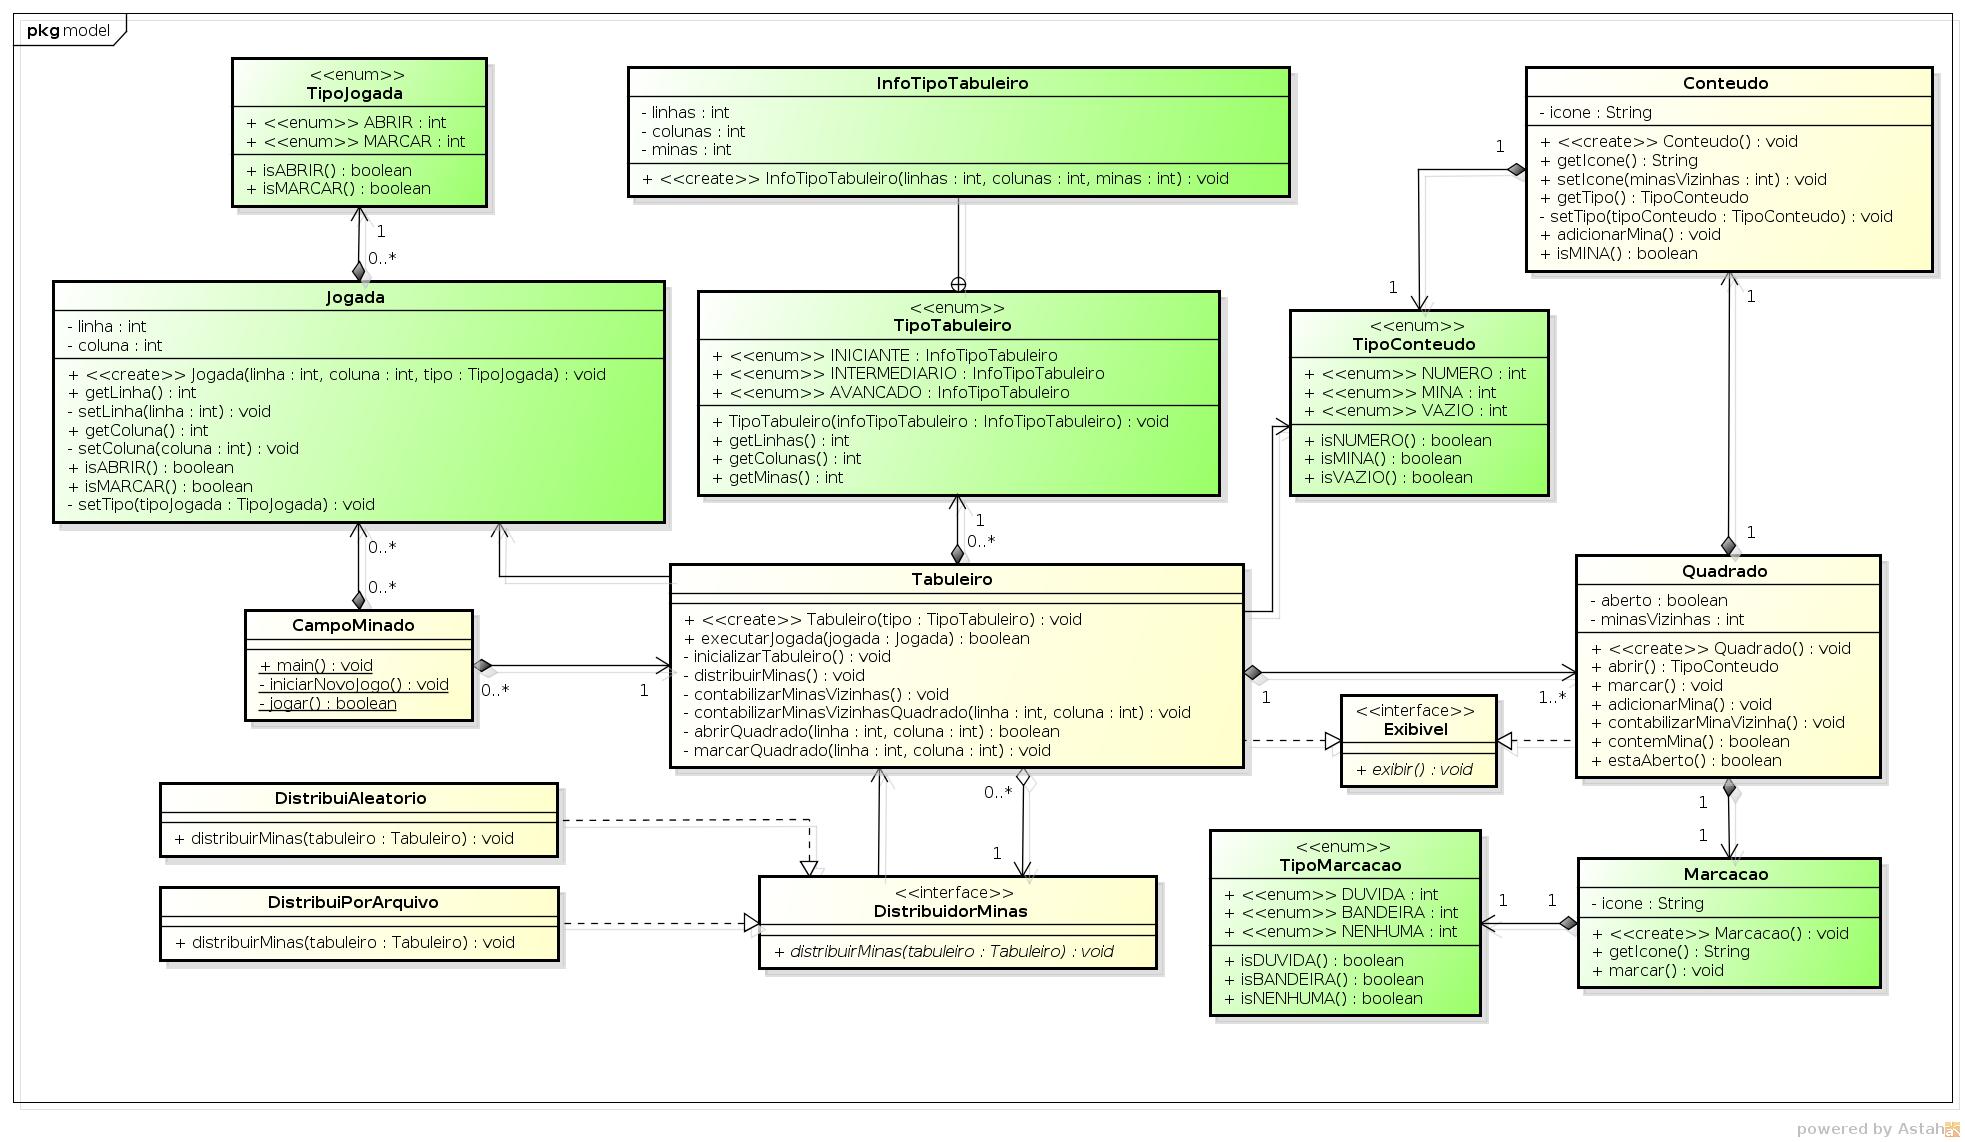 pkg model
<<enum>>
TipoJogada
+ <<enum>> ABRIR : int
+ <<enum>> MARCAR : int
+ isABRIR() : boolean
+ isMARCAR() : boolean
1
0..*
InfoTipoTabuleiro
- linhas : int
- colunas : int
- minas : int
+ <<create>> InfoTipoTabuleiro(linhas : int, colunas : int, minas : int) : void
Conteudo
- icone : String
+ <<create>> Conteudo() : void
+ getIcone() : String
+ setIcone(minasVizinhas : int) : void
+ getTipo() : TipoConteudo
- setTipo(tipoConteudo : TipoConteudo) : void
+ adicionarMina() : void
+ isMINA() : boolean
1
1
1
1
Jogada
- linha : int
- coluna : int
+ <<create>> Jogada(linha : int, coluna : int, tipo : TipoJogada) : void
+ getLinha() : int
- setLinha(linha : int) : void
+ getColuna() : int
- setColuna(coluna : int) : void
+ isABRIR() : boolean
+ isMARCAR() : boolean
- setTipo(tipoJogada : TipoJogada) : void
0..*
0..*
<<enum>>
TipoTabuleiro
+ <<enum>> INICIANTE : InfoTipoTabuleiro
+ <<enum>> INTERMEDIARIO : InfoTipoTabuleiro
+ <<enum>> AVANCADO : InfoTipoTabuleiro
+ TipoTabuleiro(infoTipoTabuleiro : InfoTipoTabuleiro) : void
+ getLinhas() : int
+ getColunas() : int
+ getMinas() : int
1
0..*
<<enum>>
TipoConteudo
+ <<enum>> NUMERO : int
+ <<enum>> MINA : int
+ <<enum>> VAZIO : int
+ isNUMERO() : boolean
+ isMINA() : boolean
+ isVAZIO() : boolean
CampoMinado
+ main() : void
- iniciarNovoJogo() : void
- jogar() : boolean
0..*
1
Tabuleiro
+ <<create>> Tabuleiro(tipo : TipoTabuleiro) : void
+ executarJogada(jogada : Jogada) : boolean
- inicializarTabuleiro() : void
- distribuirMinas() : void
- contabilizarMinasVizinhas() : void
- contabilizarMinasVizinhasQuadrado(linha : int, coluna : int) : void
- abrirQuadrado(linha : int, coluna : int) : boolean
- marcarQuadrado(linha : int, coluna : int) : void
1
1..*
0..*
1
Quadrado
- aberto : boolean
- minasVizinhas : int
+ <<create>> Quadrado() : void
+ abrir() : TipoConteudo
+ marcar() : void
+ adicionarMina() : void
+ contabilizarMinaVizinha() : void
+ contemMina() : boolean
+ estaAberto() : boolean
1
1
<<interface>>
Exibivel
+ exibir() : void
DistribuiAleatorio
+ distribuirMinas(tabuleiro : Tabuleiro) : void
DistribuiPorArquivo
+ distribuirMinas(tabuleiro : Tabuleiro) : void
<<interface>>
DistribuidorMinas
+ distribuirMinas(tabuleiro : Tabuleiro) : void
<<enum>>
TipoMarcacao
+ <<enum>> DUVIDA : int
+ <<enum>> BANDEIRA : int
+ <<enum>> NENHUMA : int
+ isDUVIDA() : boolean
+ isBANDEIRA() : boolean
+ isNENHUMA() : boolean
1
1
Marcacao
- icone : String
+ <<create>> Marcacao() : void
+ getIcone() : String
+ marcar() : void
powered by Astah